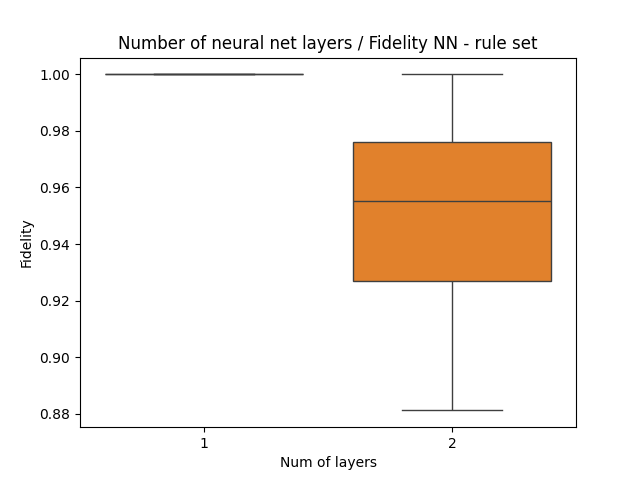 Number of neural net layers / Fidelity NN - rule set
1.00
0.98
0.96
0.94
0.92
0.90
0.88
Fidelity
1 2
Num of layers